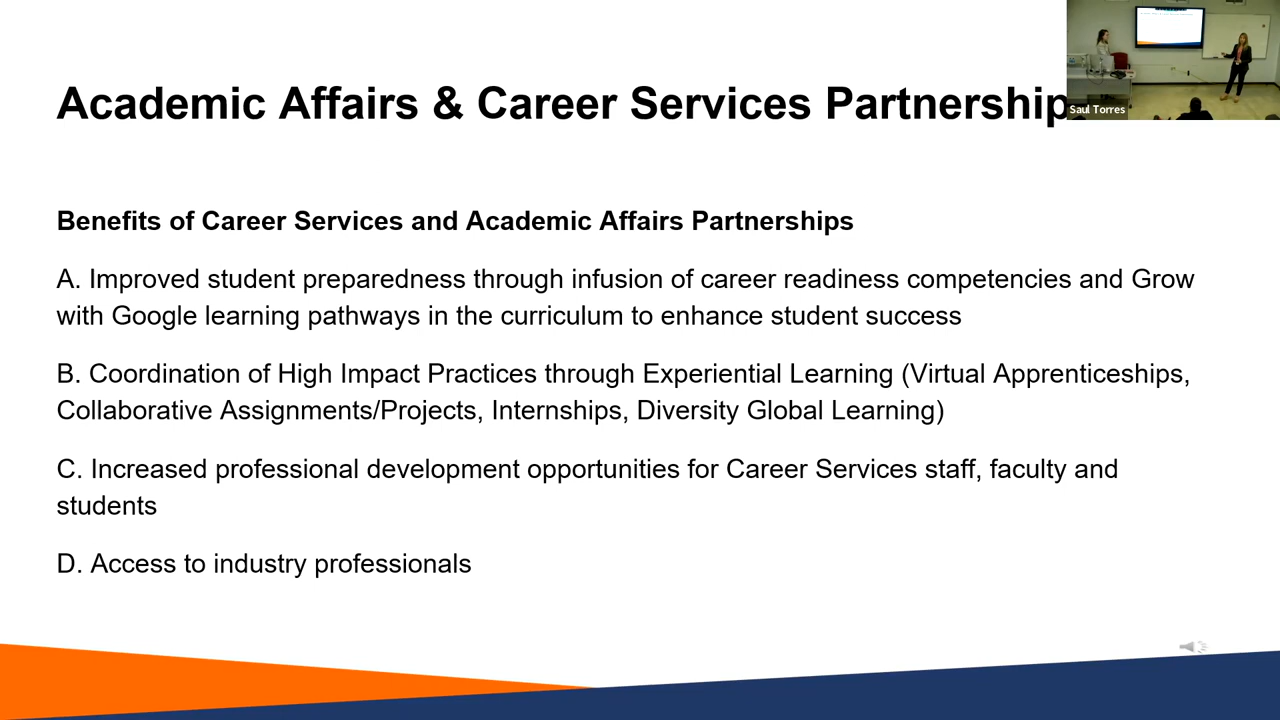 Academic Affairs & Career Services Partnership
Saul Torres
Benefits of Career Services and Academic Affairs Partnerships
A. Improved student preparedness through infusion of career readiness competencies and Grow
with Google learning pathways in the curriculum to enhance student success
B. Coordination of High Impact Practices through Experiential Learning (Virtual Apprenticeships,
Collaborative Assignments/Projects, Internships, Diversity Global Learning)
C. Increased professional development opportunities for Career Services staff, faculty and
students
D. Access to industry professionals